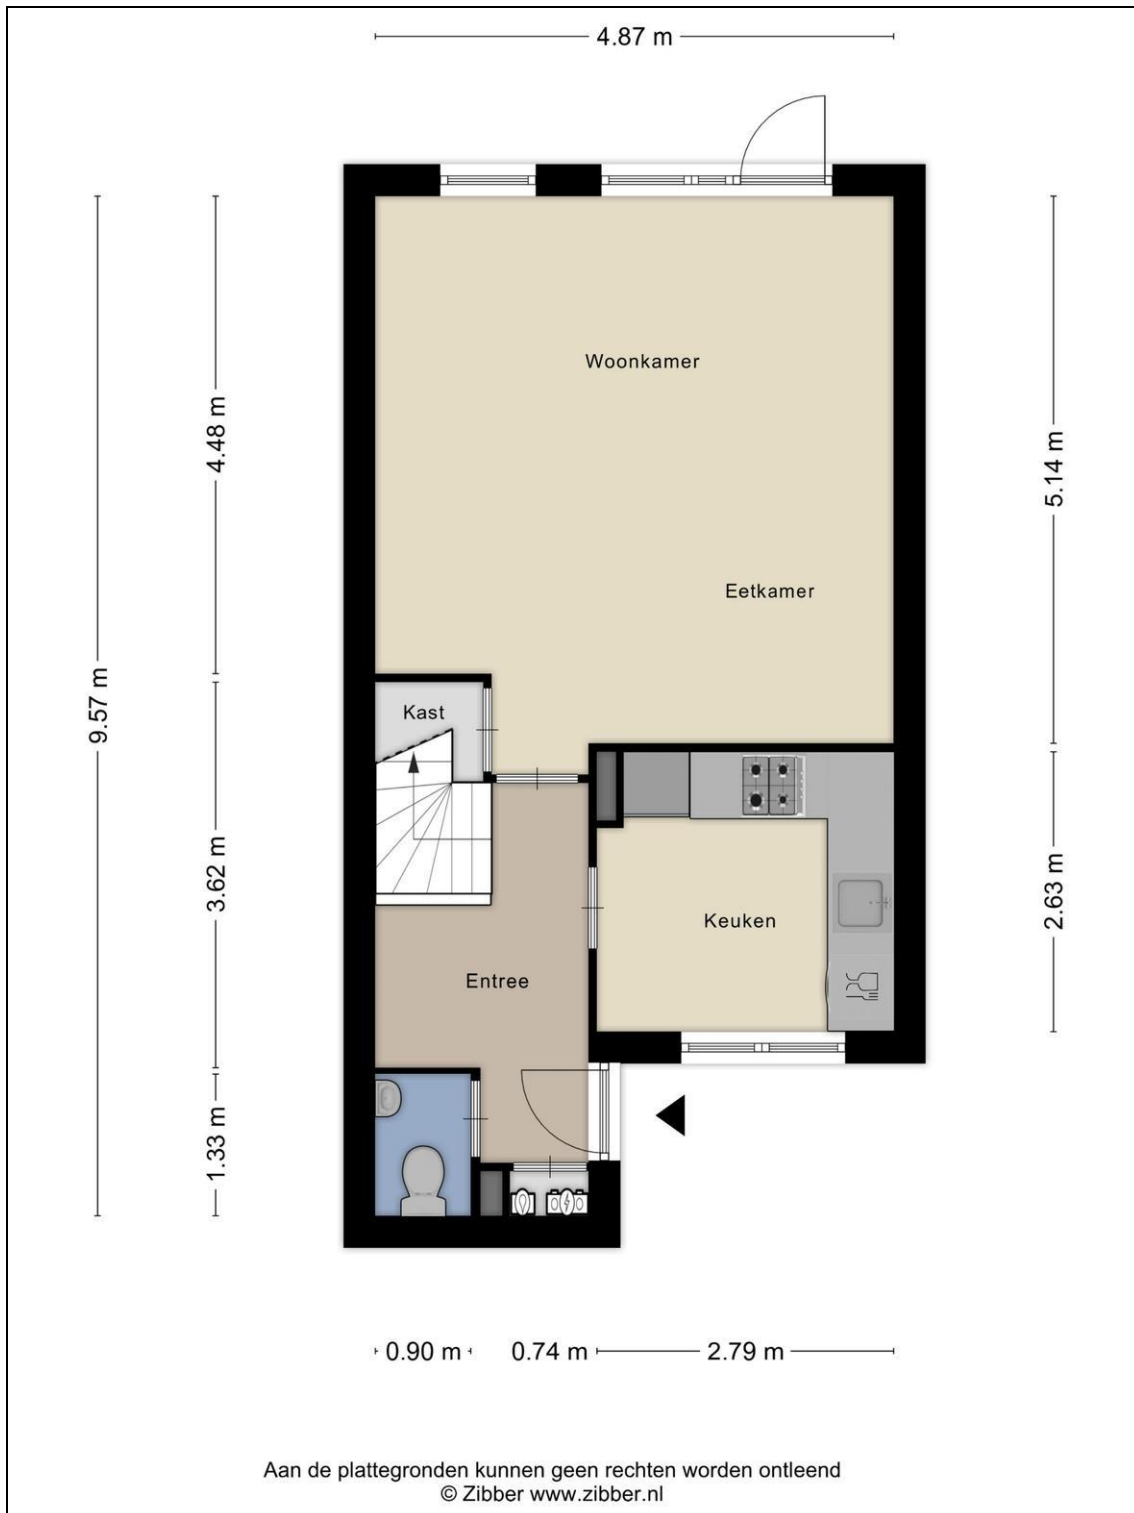 4.87 m
Woonkamer
4.48 m
5.14 m
Eetkamer
9.57 m
Kast
3.62 m
2.63 m
Keuken
Entree
1.33 m
0.90 m
0.74 m
2.79 m
Aan de plattegronden kunnen geen rechten worden ontleend
© Zibber www.zibber.nl